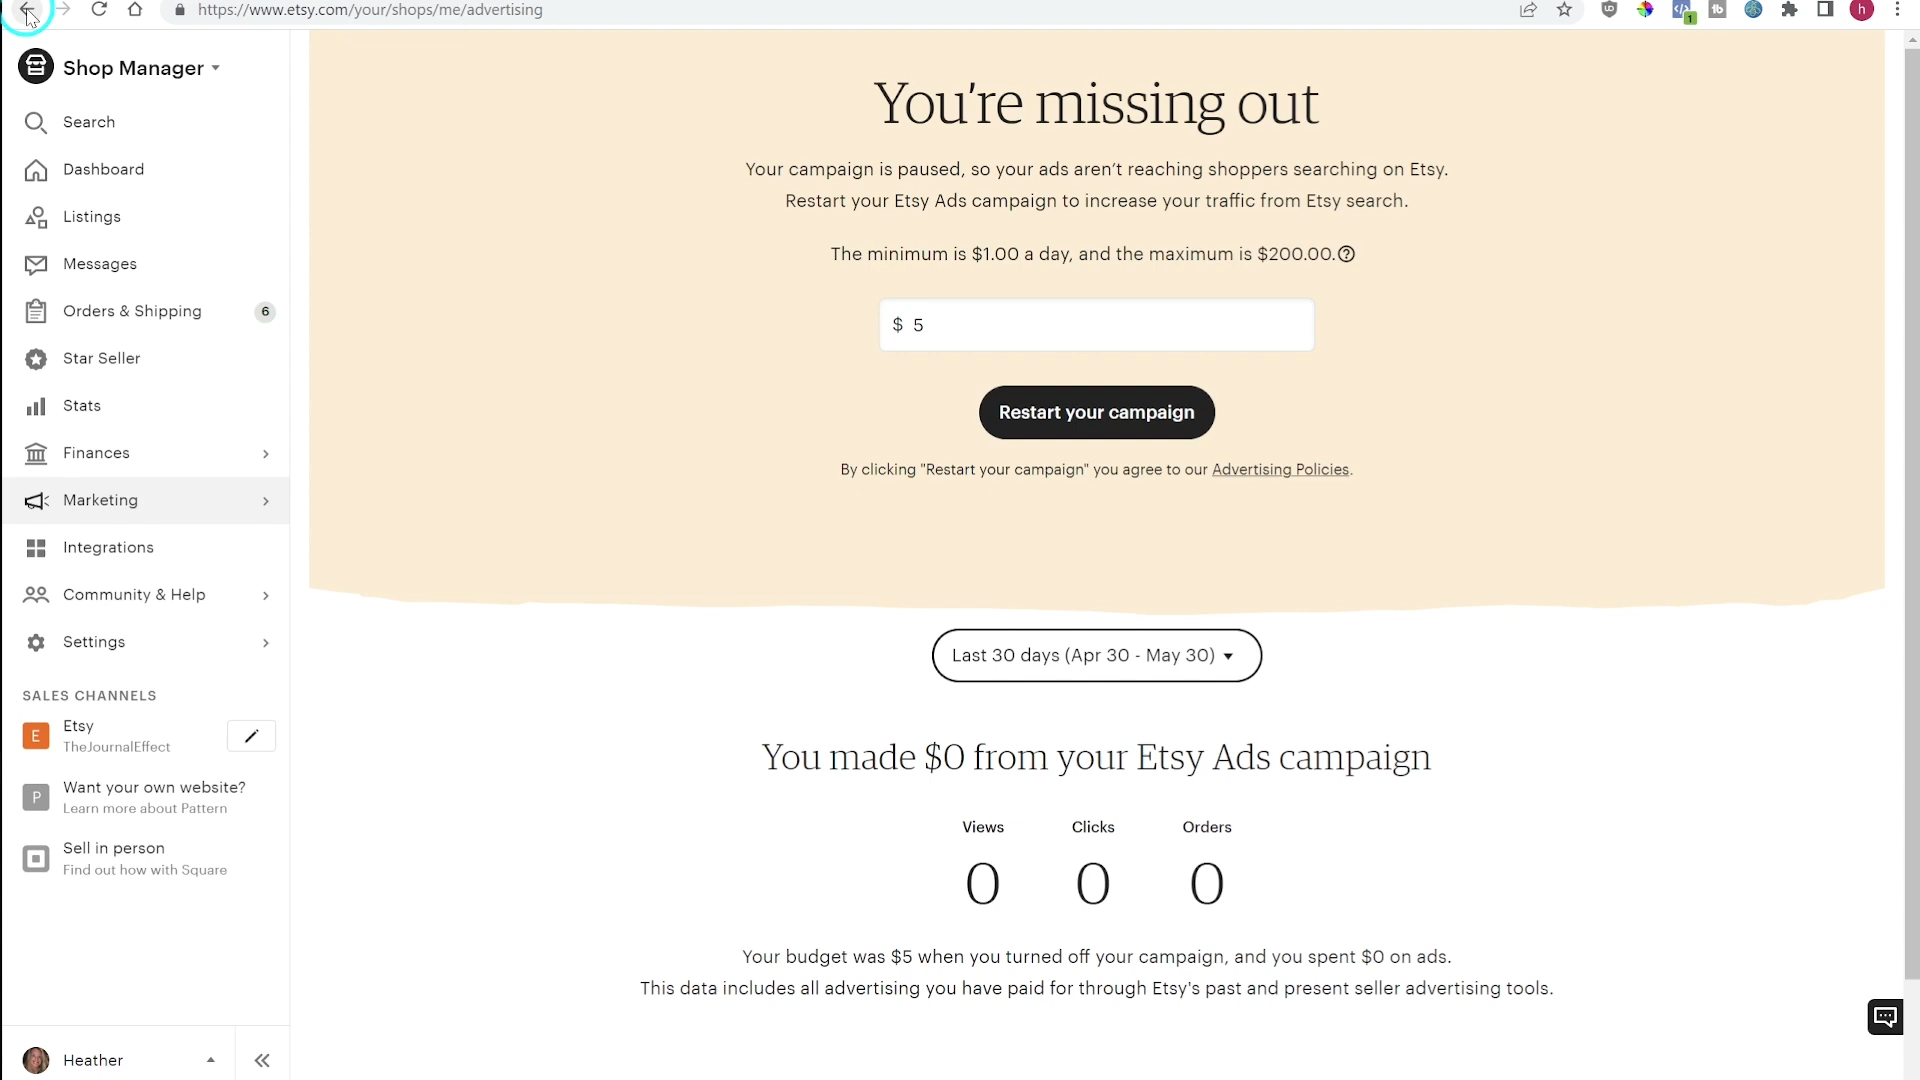 https://www.etsy.com/your/shops/me/advertising
1
h
Shop Manager
Search
Dashboard
Listings
Messages
Orders & Shipping 6
Star Seller
Stats
Finances
Marketing
Integrations
Community & Help
Settings
SALES CHANNELS
E
Etsy
TheJournalEffect
P
Want your own website?
Learn more about Pattern
Sell in person
Find out how with Square
Heather
You're missing out
Your campaign is paused, so your ads aren’t reaching shoppers searching on Etsy.
Restart your Etsy Ads campaign to increase your traffic from Etsy search.
The minimum is $1.00 a day, and the maximum is $200.00.?
$ 5
Restart your campaign
By clicking "Restart your campaign" you agree to our Advertising Policies.
Last 30 days (Apr 30 - May 30)
You made $0 from your Etsy Ads campaign
Views Clicks Orders
0 0 0
Your budget was $5 when you turned off your campaign, and you spent $0 on ads.
This data includes all advertising you have paid for through Etsy's past and present seller advertising tools.